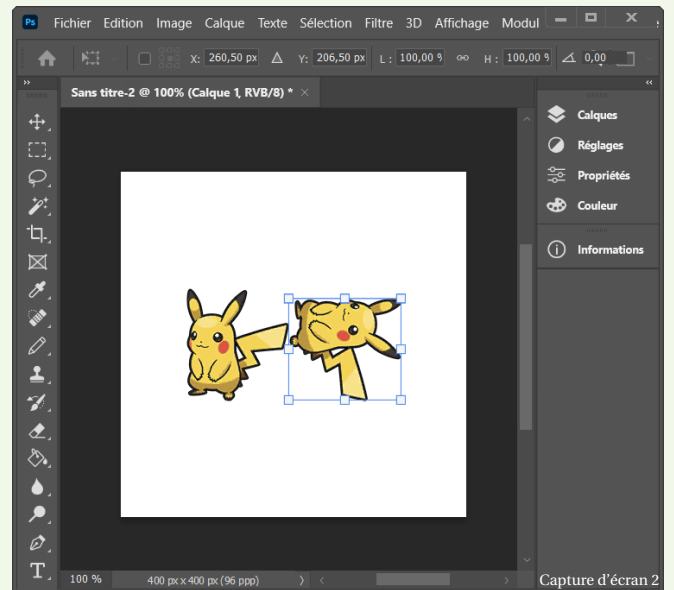 Ps Fichier Edition Image Calque Texte Sélection Filtre 3D Affichage Modul
X: 260,50 px Δ Y: 206,50 px L : 100,00 % H : 100,00 % 0,00
Sans titre-2 @ 100% (Calque 1, RVB/8) * ×
Calques
Réglages
Propriétés
Couleur
Informations
100 % 400 px x 400 px (96 ppp)
Capture d'écran 2